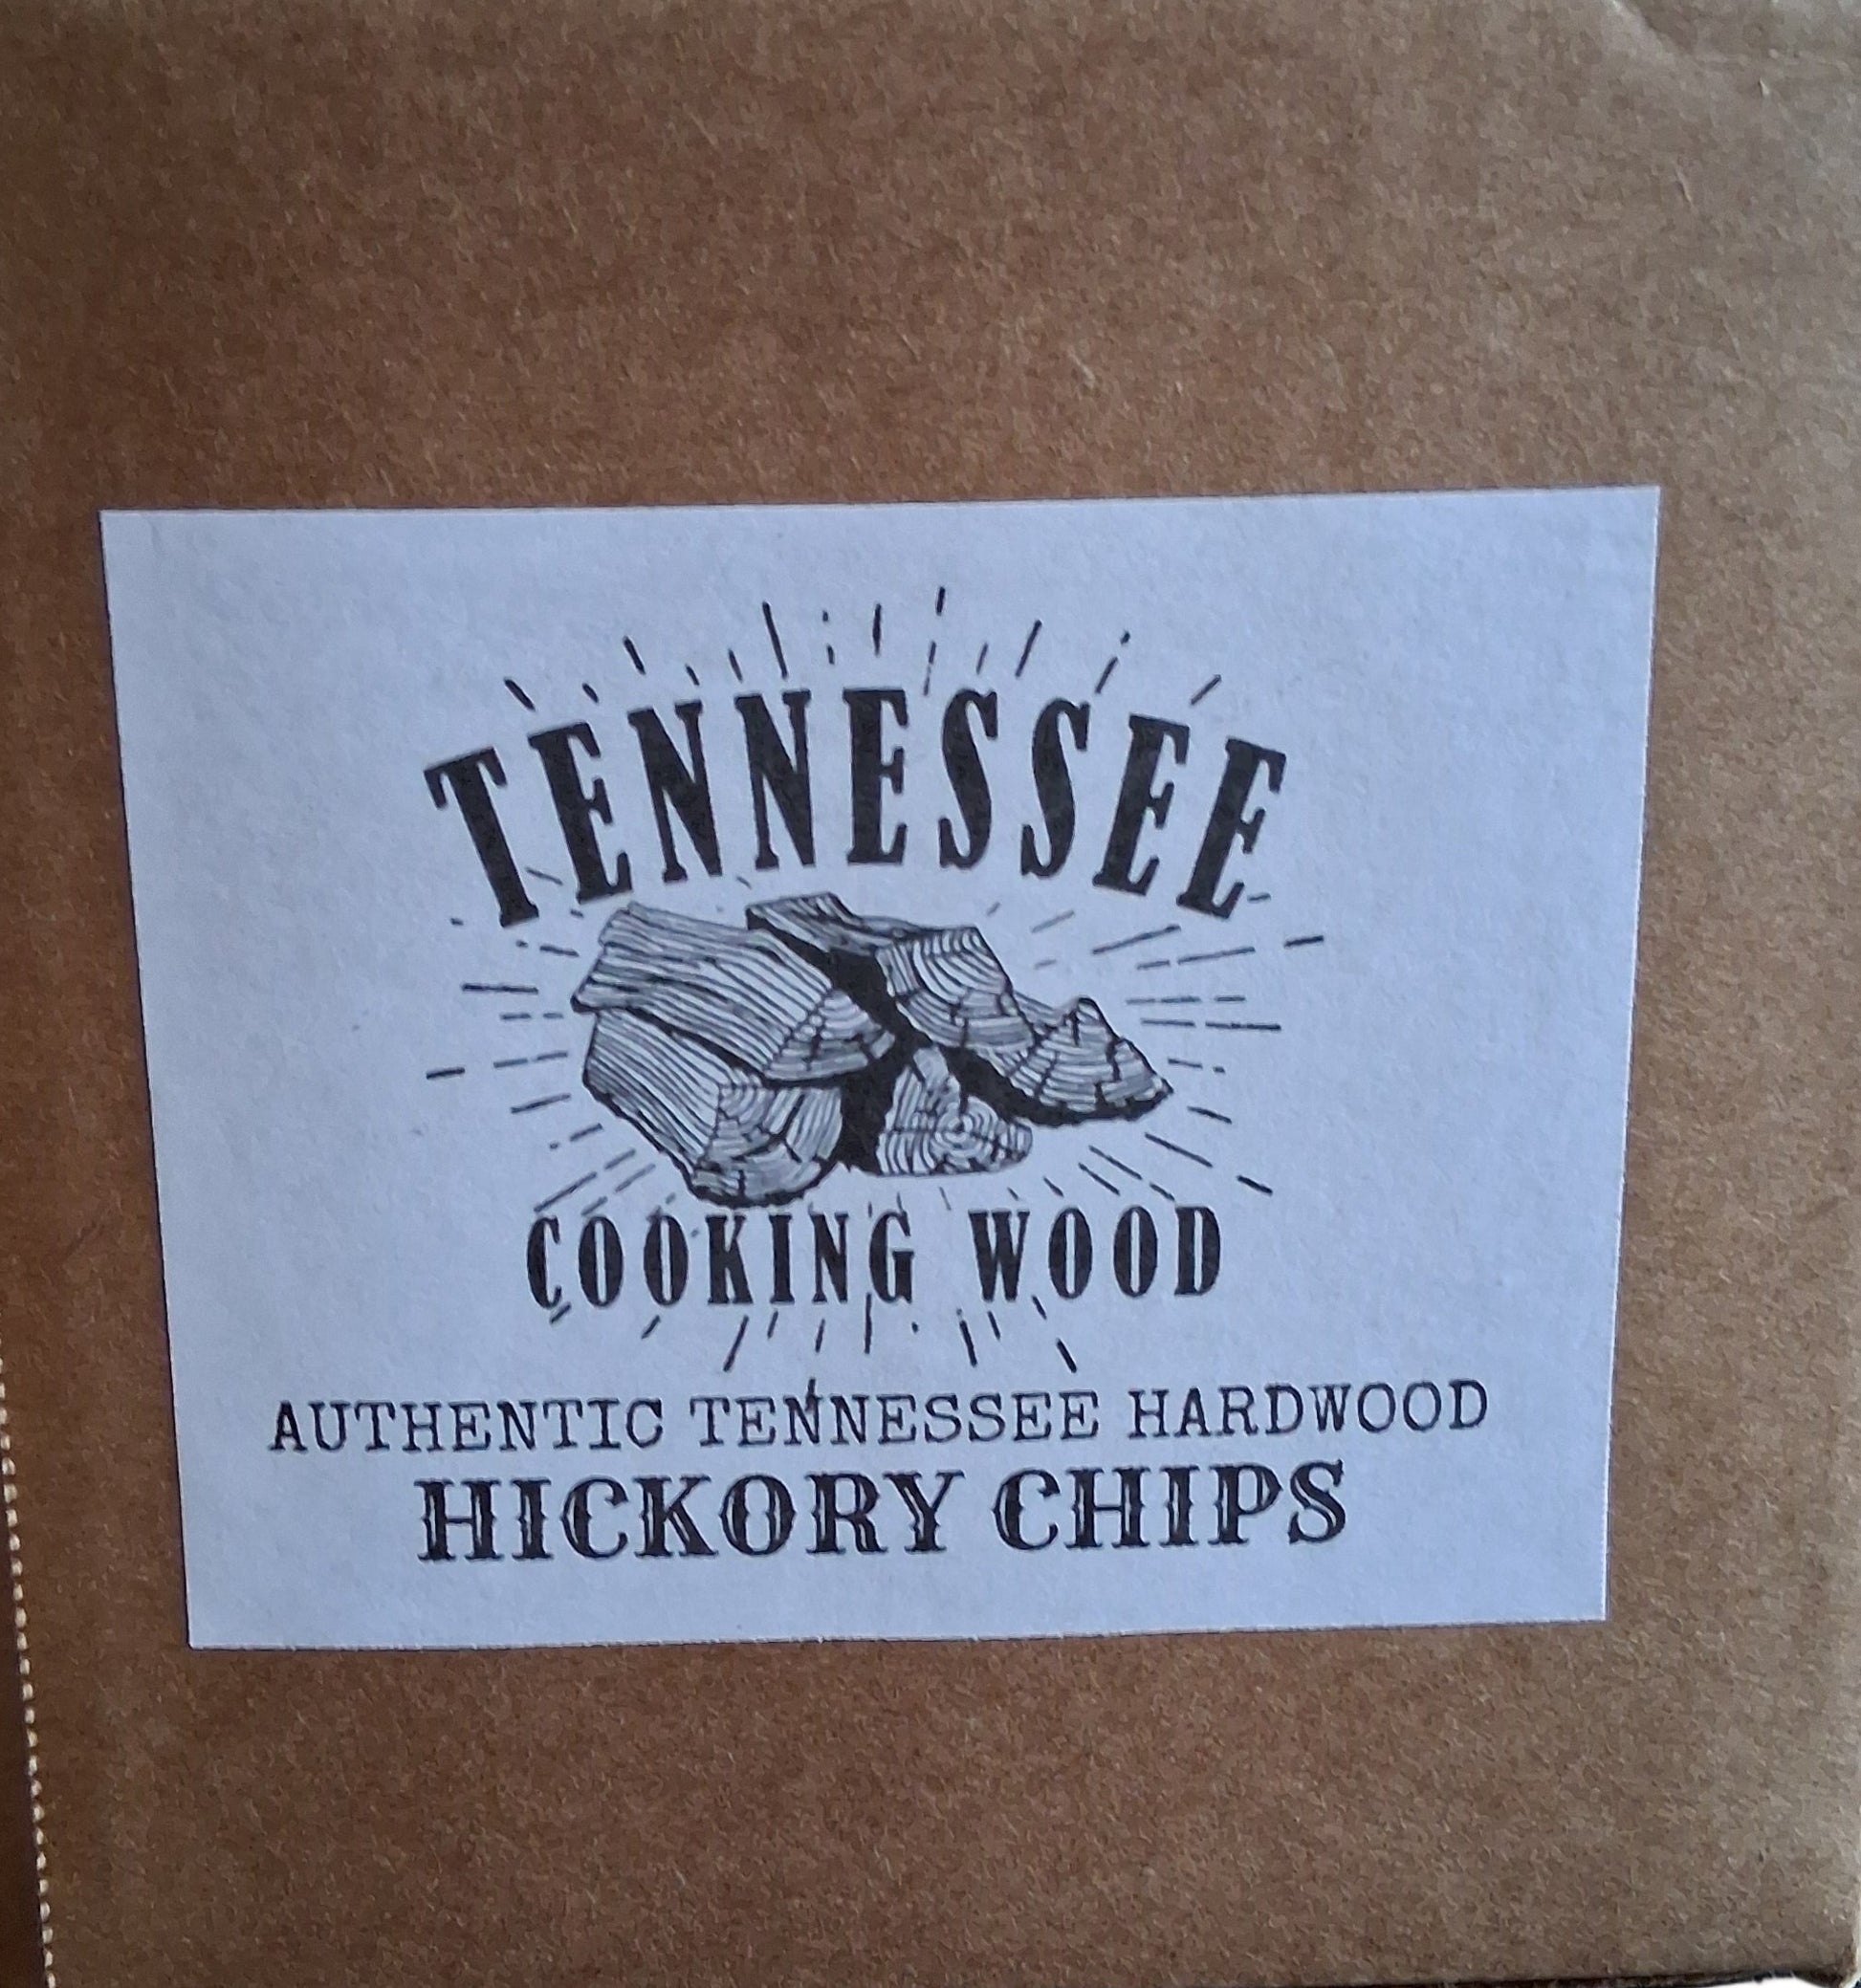 TENNESSEE
COOKING WOOD
AUTHENTIC TENNESSEE HARDWOOD
HICKORY CHIPS